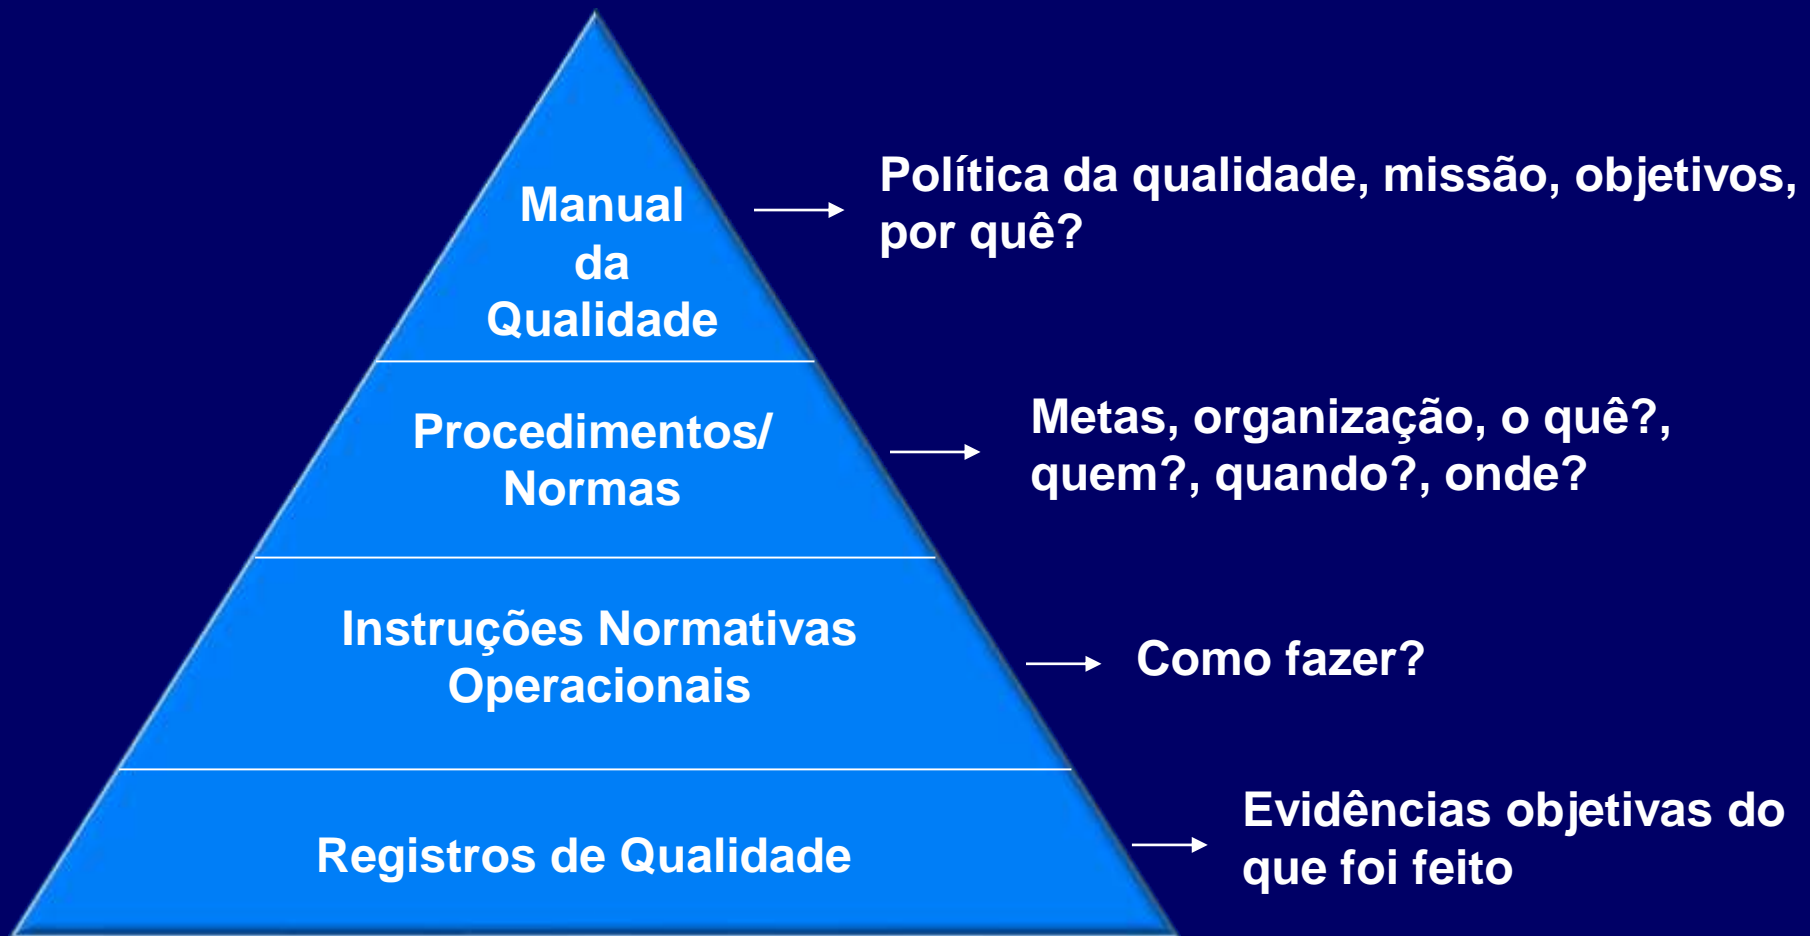 Manual
da
Qualidade
Política da qualidade, missão, objetivos,
por quê?
Procedimentos/
Normas
Metas, organização, o quê?,
quem?, quando?, onde?
Instruções Normativas
Operacionais
Como fazer?
Registros de Qualidade
Evidências objetivas do
que foi feito